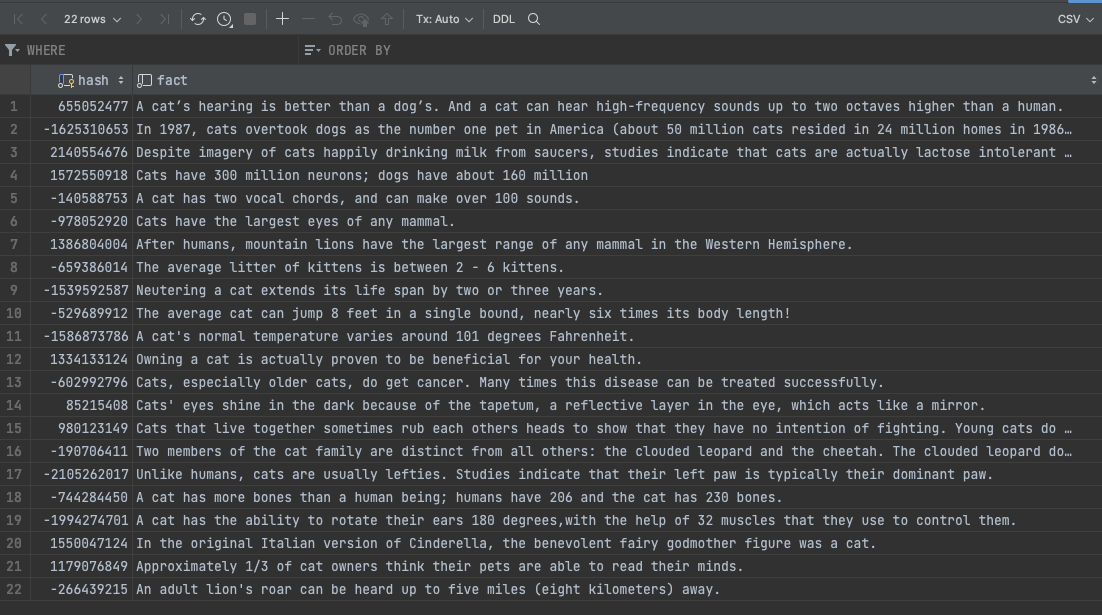 22 rows Tx: Auto DDL CSV
WHERE ORDER BY
hash fact
1 655052477 A cat’s hearing is better than a dog’s. And a cat can hear high-frequency sounds up to two octaves higher than a human.
2 -1625310653 In 1987, cats overtook dogs as the number one pet in America (about 50 million cats resided in 24 million homes in 1986…
3 2140554676 Despite imagery of cats happily drinking milk from saucers, studies indicate that cats are actually lactose intolerant …
4 1572550918 Cats have 300 million neurons; dogs have about 160 million
5 -140588753 A cat has two vocal chords, and can make over 100 sounds.
6 -978052920 Cats have the largest eyes of any mammal.
7 1386804004 After humans, mountain lions have the largest range of any mammal in the Western Hemisphere.
8 -659386014 The average litter of kittens is between 2 - 6 kittens.
9 -1539592587 Neutering a cat extends its life span by two or three years.
10 -529689912 The average cat can jump 8 feet in a single bound, nearly six times its body length!
11 -1586873786 A cat's normal temperature varies around 101 degrees Fahrenheit.
12 1334133124 Owning a cat is actually proven to be beneficial for your health.
13 -602992796 Cats, especially older cats, do get cancer. Many times this disease can be treated successfully.
14 85215408 Cats' eyes shine in the dark because of the tapetum, a reflective layer in the eye, which acts like a mirror.
15 980123149 Cats that live together sometimes rub each others heads to show that they have no intention of fighting. Young cats do …
16 -190706411 Two members of the cat family are distinct from all others: the clouded leopard and the cheetah. The clouded leopard do…
17 -2105262017 Unlike humans, cats are usually lefties. Studies indicate that their left paw is typically their dominant paw.
18 -744284450 A cat has more bones than a human being; humans have 206 and the cat has 230 bones.
19 -1994274701 A cat has the ability to rotate their ears 180 degrees,with the help of 32 muscles that they use to control them.
20 1550047124 In the original Italian version of Cinderella, the benevolent fairy godmother figure was a cat.
21 1179076849 Approximately 1/3 of cat owners think their pets are able to read their minds.
22 -266439215 An adult lion's roar can be heard up to five miles (eight kilometers) away.